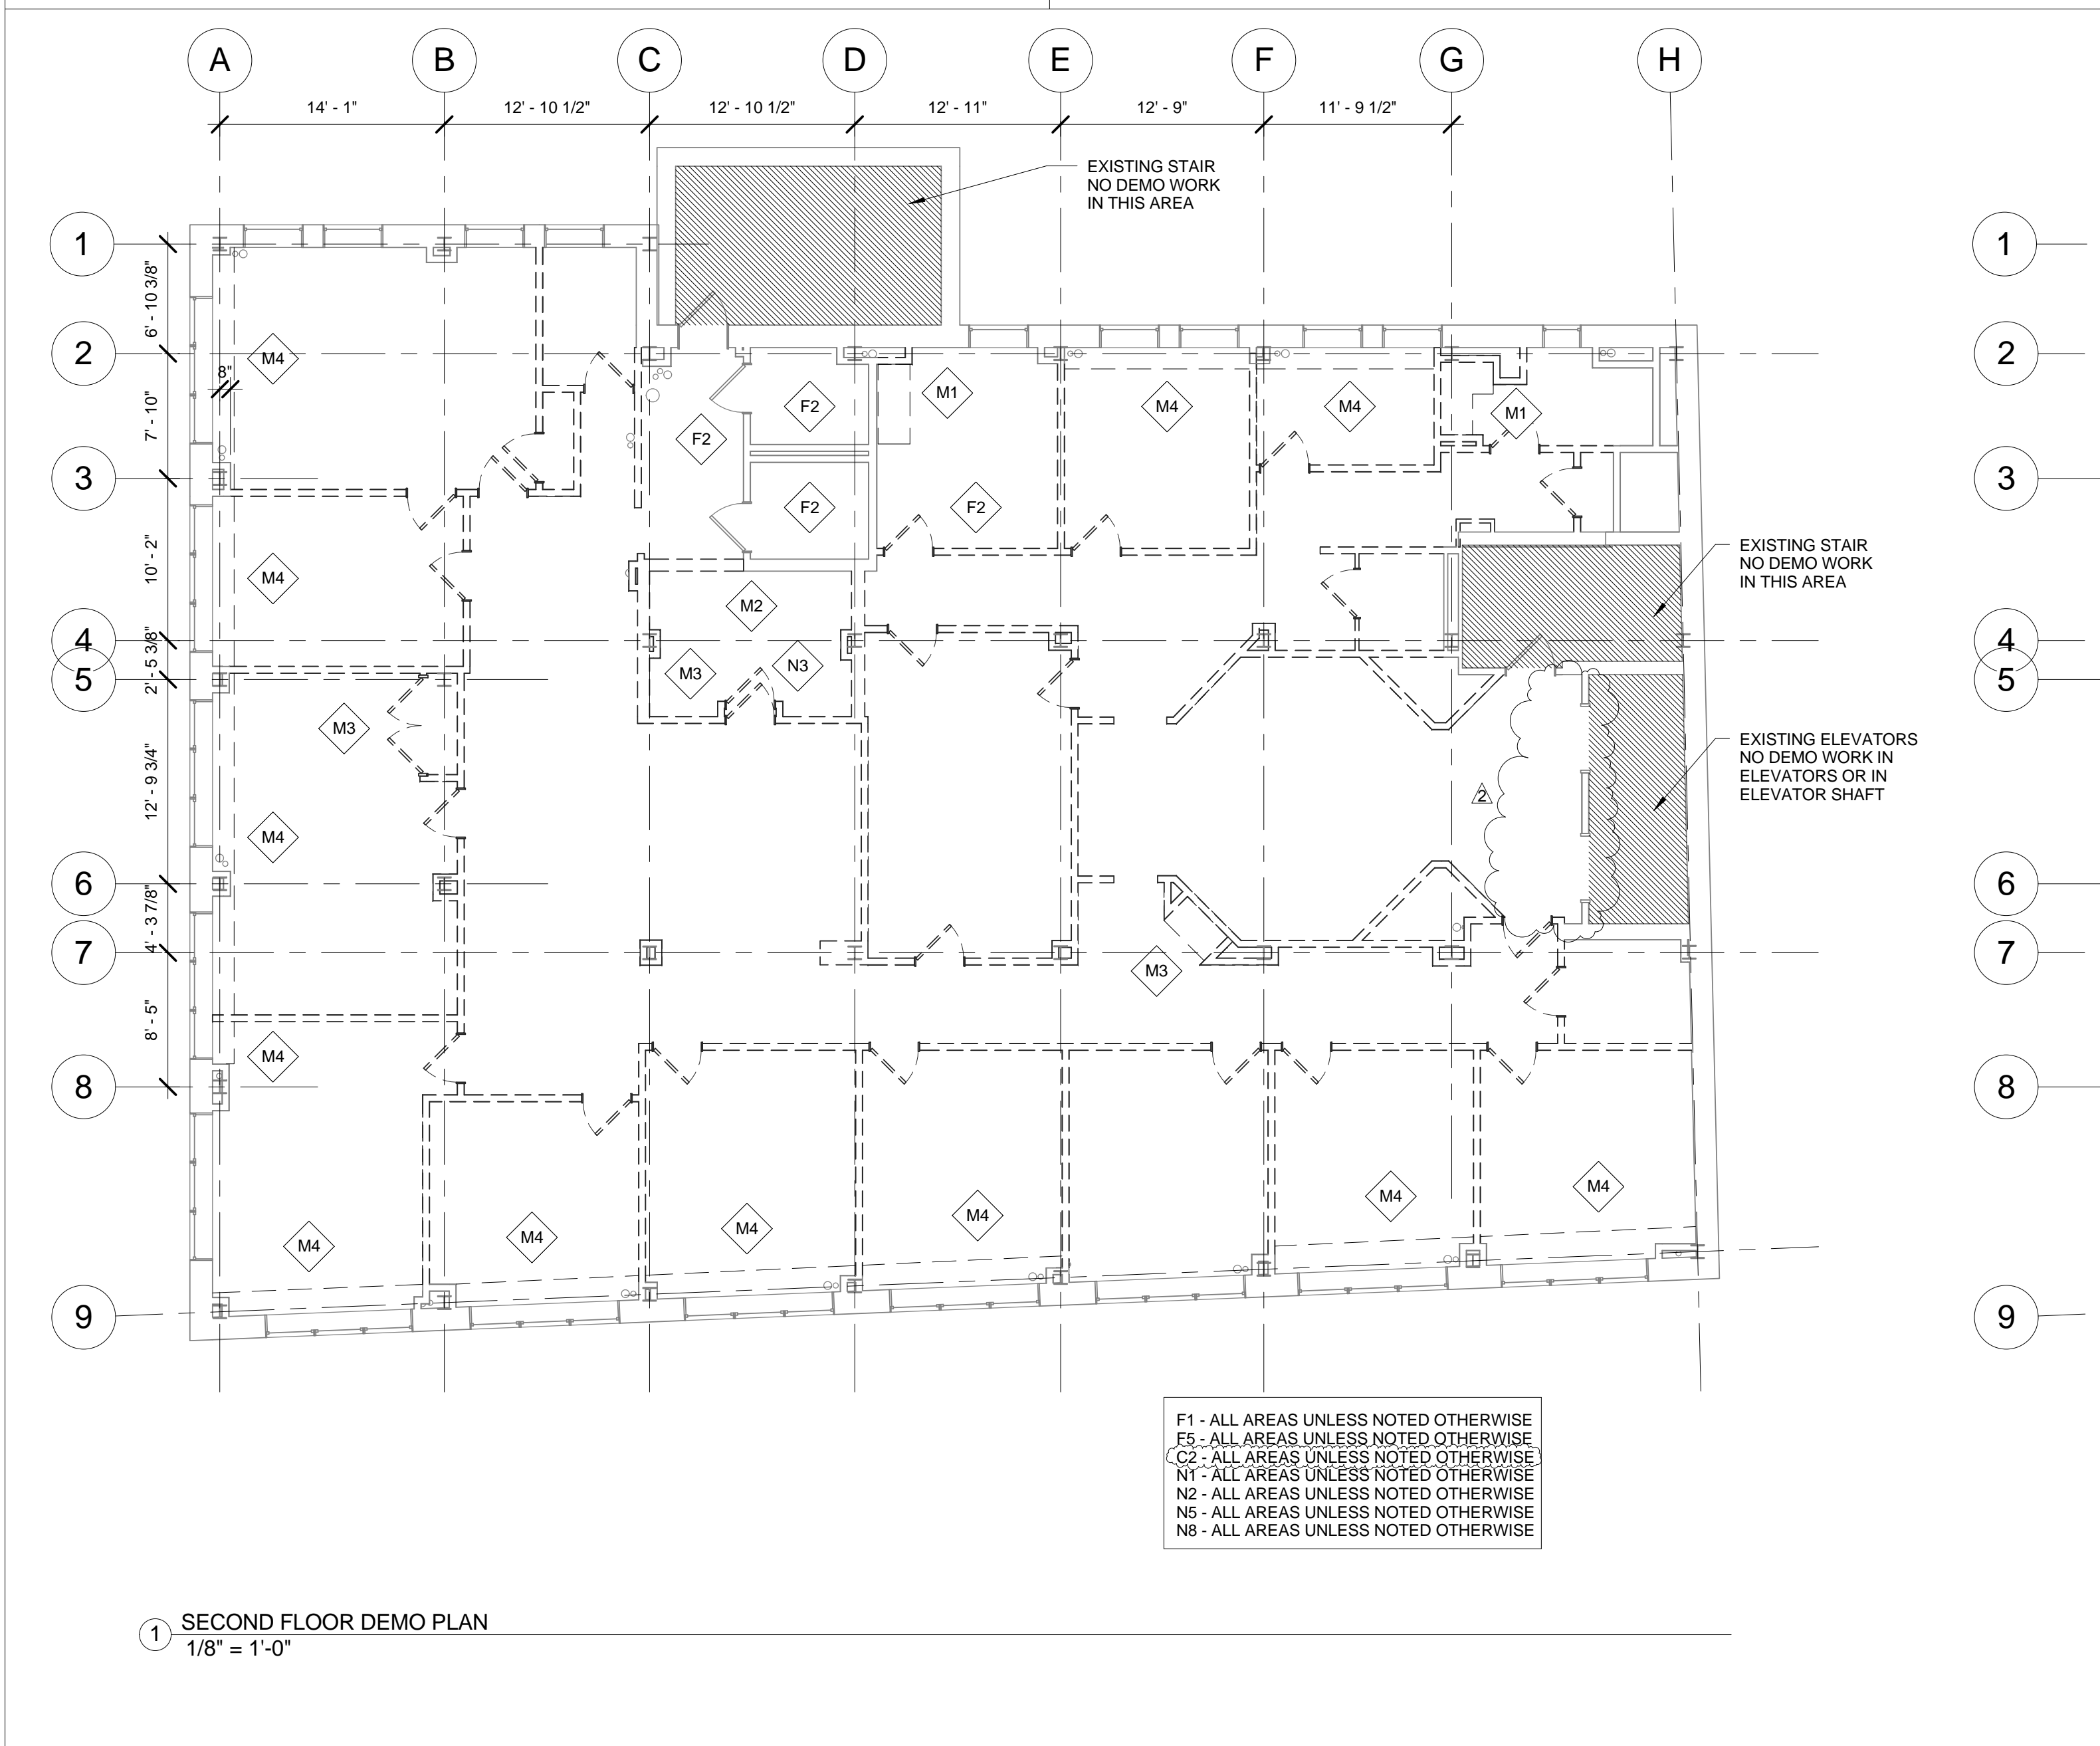 A B C D E F G H
14' - 1" 12' - 10 1/2" 12' - 10 1/2" 12' - 11" 12' - 9" 11' - 9 1/2"
EXISTING STAIR
NO DEMO WORK
IN THIS AREA
1 1
6' - 10 3/8"
2 2
M4
8"
M1
F2 M4 M4
M1
7' - 10"
F2
3 3
F2 F2
10' - 2"
EXISTING STAIR
NO DEMO WORK
IN THIS AREA
M4
M2
4 4
2' - 5 3/8"
M3 N3
5 5
M3
EXISTING ELEVATORS
NO DEMO WORK IN
ELEVATORS OR IN
ELEVATOR SHAFT
12' - 9 3/4"
2
M4
6 6
4' - 3 7/8"
7 7
M3
8' - 5"
M4
8 8
M4
M4
M4
M4
M4
M4
9 9
F1 - ALL AREAS UNLESS NOTED OTHERWISE
F5 - ALL AREAS UNLESS NOTED OTHERWISE
C2 - ALL AREAS UNLESS NOTED OTHERWISE
N1 - ALL AREAS UNLESS NOTED OTHERWISE
N2 - ALL AREAS UNLESS NOTED OTHERWISE
N5 - ALL AREAS UNLESS NOTED OTHERWISE
N8 - ALL AREAS UNLESS NOTED OTHERWISE
1 SECOND FLOOR DEMO PLAN
1/8" = 1'-0"